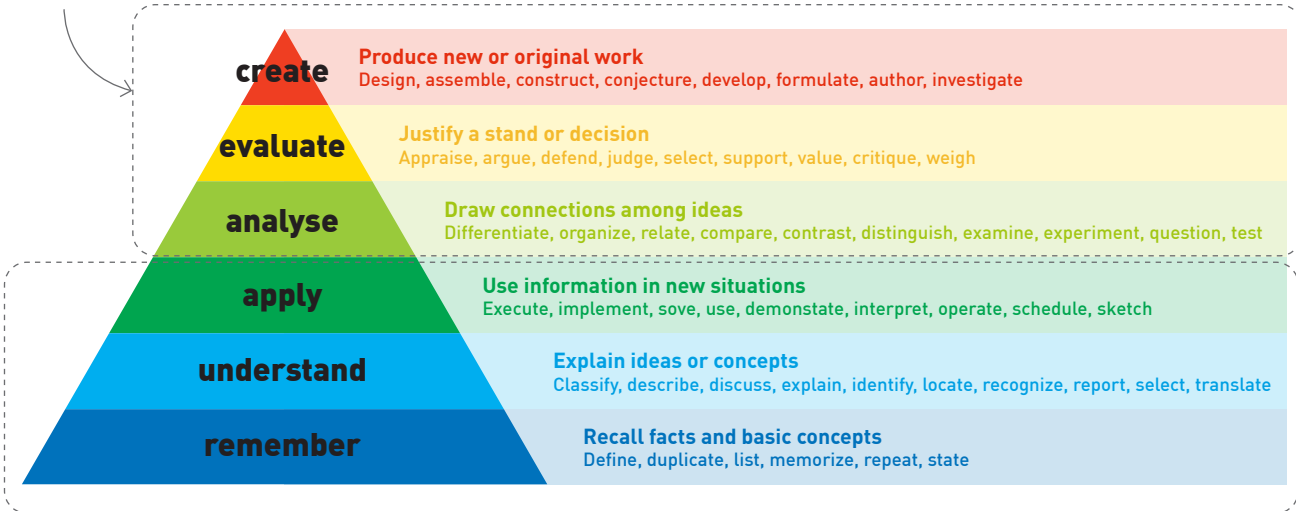 create
Produce new or original work
Design, assemble, construct, conjecture, develop, formulate, author, investigate
evaluate
Justify a stand or decision
Appraise, argue, defend, judge, select, support, value, critique, weigh
analyse
Draw connections among ideas
Differentiate, organize, relate, compare, contrast, distinguish, examine, experiment, question, test
apply
Use information in new situations
Execute, implement, sove, use, demonstate, interpret, operate, schedule, sketch
understand
Explain ideas or concepts
Classify, describe, discuss, explain, identify, locate, recognize, report, select, translate
remember
Recall facts and basic concepts
Define, duplicate, list, memorize, repeat, state